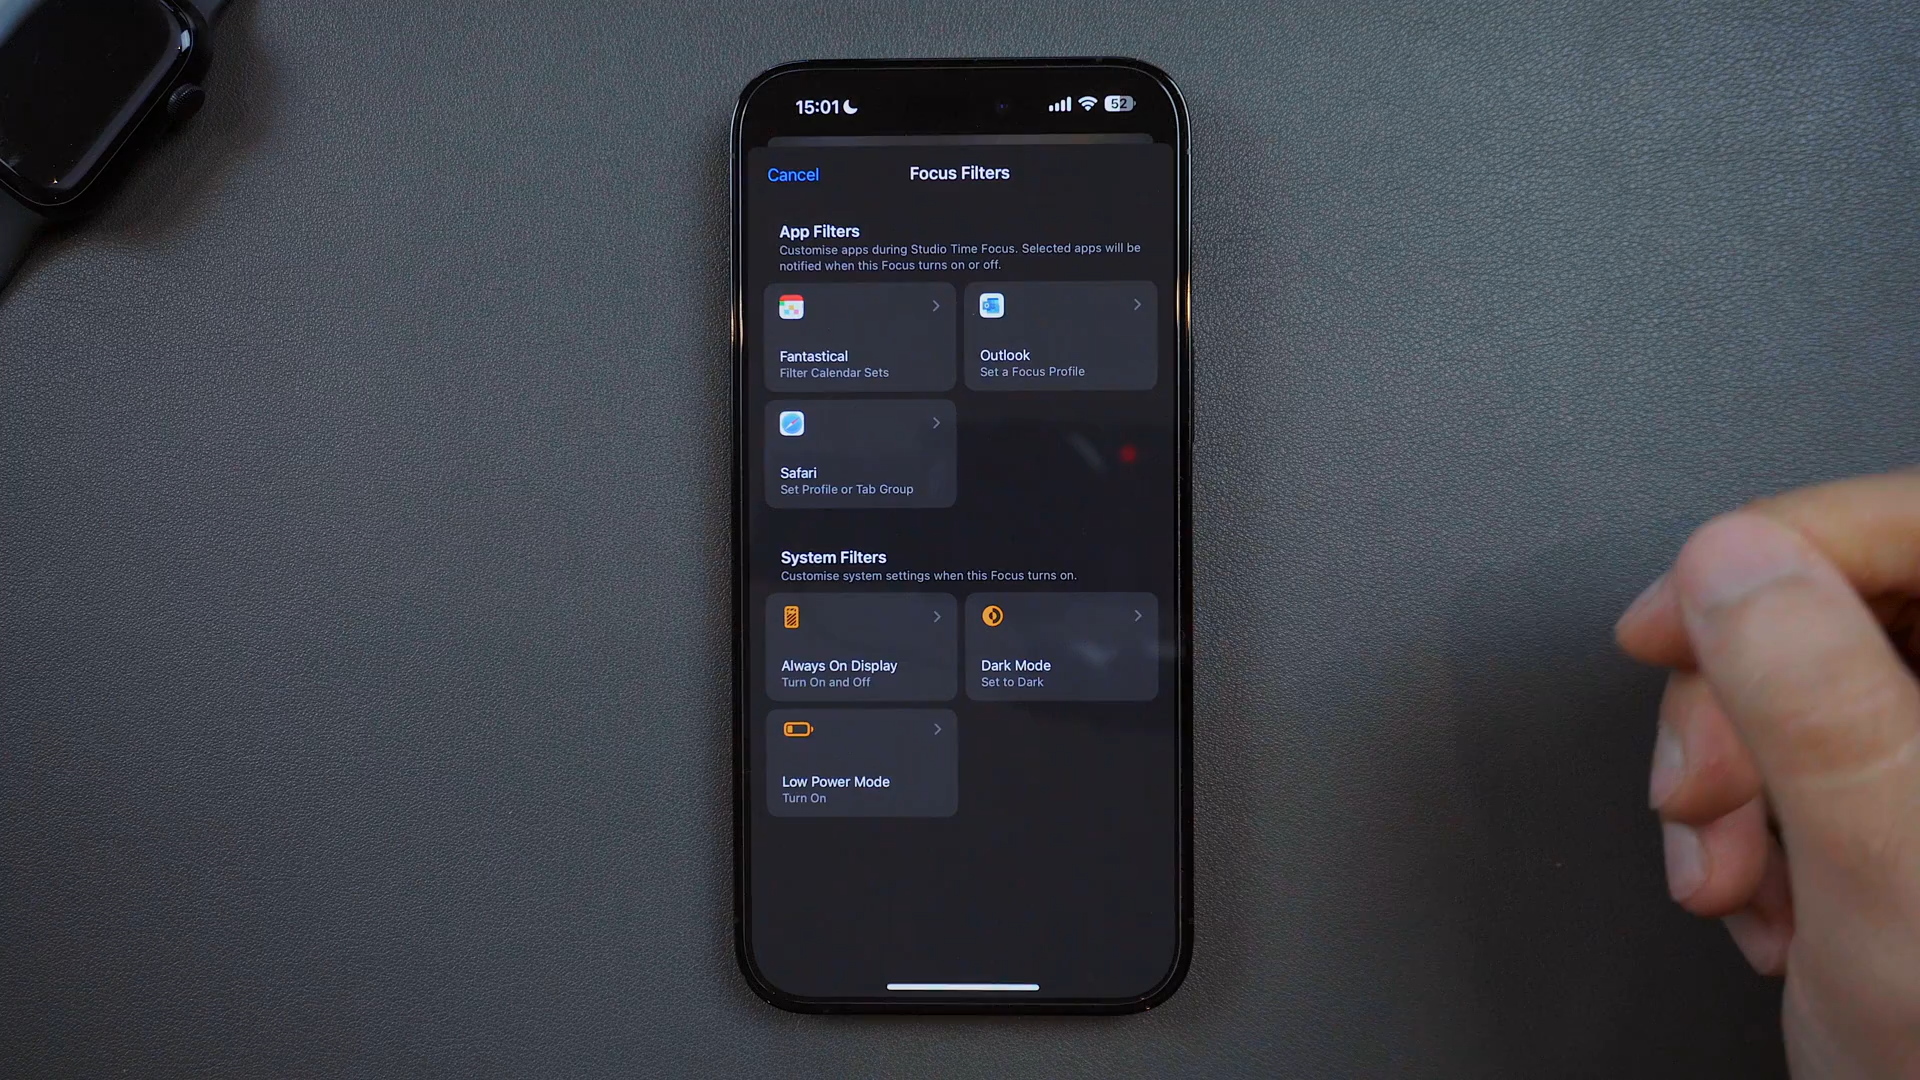 15:01
52
Cancel
Focus Filters
App Filters
Customise apps during Studio Time Focus. Selected apps will be
notified when this Focus turns on or off.
Fantastical
Filter Calendar Sets
Outlook
Set a Focus Profile
Safari
Set Profile or Tab Group
System Filters
Customise system settings when this Focus turns on.
Always On Display
Turn On and Off
Dark Mode
Set to Dark
Low Power Mode
Turn On